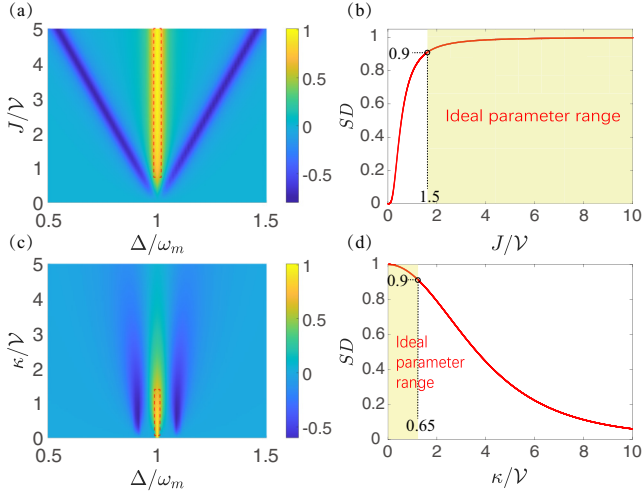 (a)
5
4
3
2
1
0
J/𝒱
0.5 1 1.5
Δ/ω_m
1
0.5
0
-0.5
(b)
1
0.8
0.6
0.4
0.2
0
SD
0.9
Ideal parameter range
1.5
0 2 4 6 8 10
J/𝒱
(c)
5
4
3
2
1
0
κ/𝒱
0.5 1 1.5
Δ/ω_m
1
0.5
0
-0.5
(d)
1
0.8
0.6
0.4
0.2
0
SD
0.9
Ideal
parameter
range
0.65
0 2 4 6 8 10
κ/𝒱